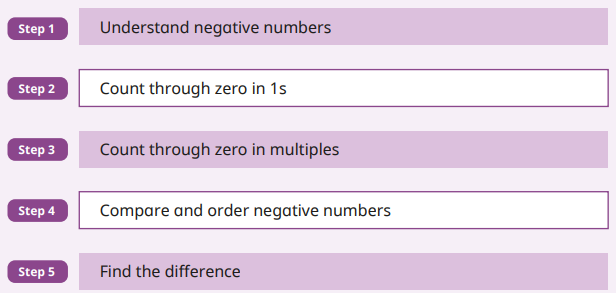 Step 1 Understand negative numbers
Step 2 Count through zero in 1s
Step 3 Count through zero in multiples
Step 4 Compare and order negative numbers
Step 5 Find the difference